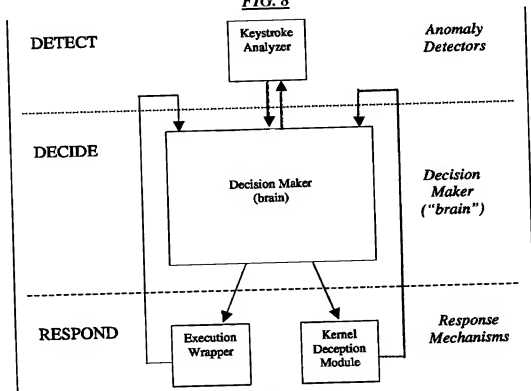 FIG. 8
DETECT
Keystroke
Analyzer
Anomaly
Detectors
DECIDE
Decision Maker
(brain)
Decision
Maker
("brain")
RESPOND
Execution
Wrapper
Kernel
Deception
Module
Response
Mechanisms